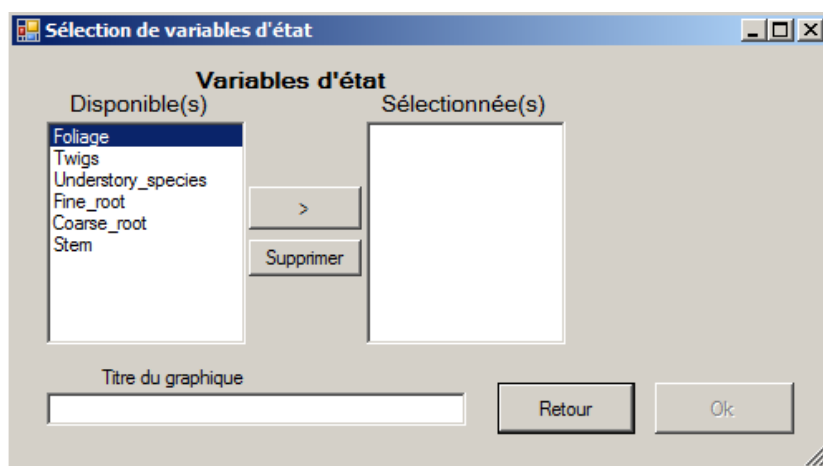 Sélection de variables d'état
Variables d'état
Disponible(s)
Sélectionnée(s)
Foliage
Twigs
Understory_species
Fine_root
Coarse_root
Stem
>
Supprimer
Titre du graphique
Retour
Ok